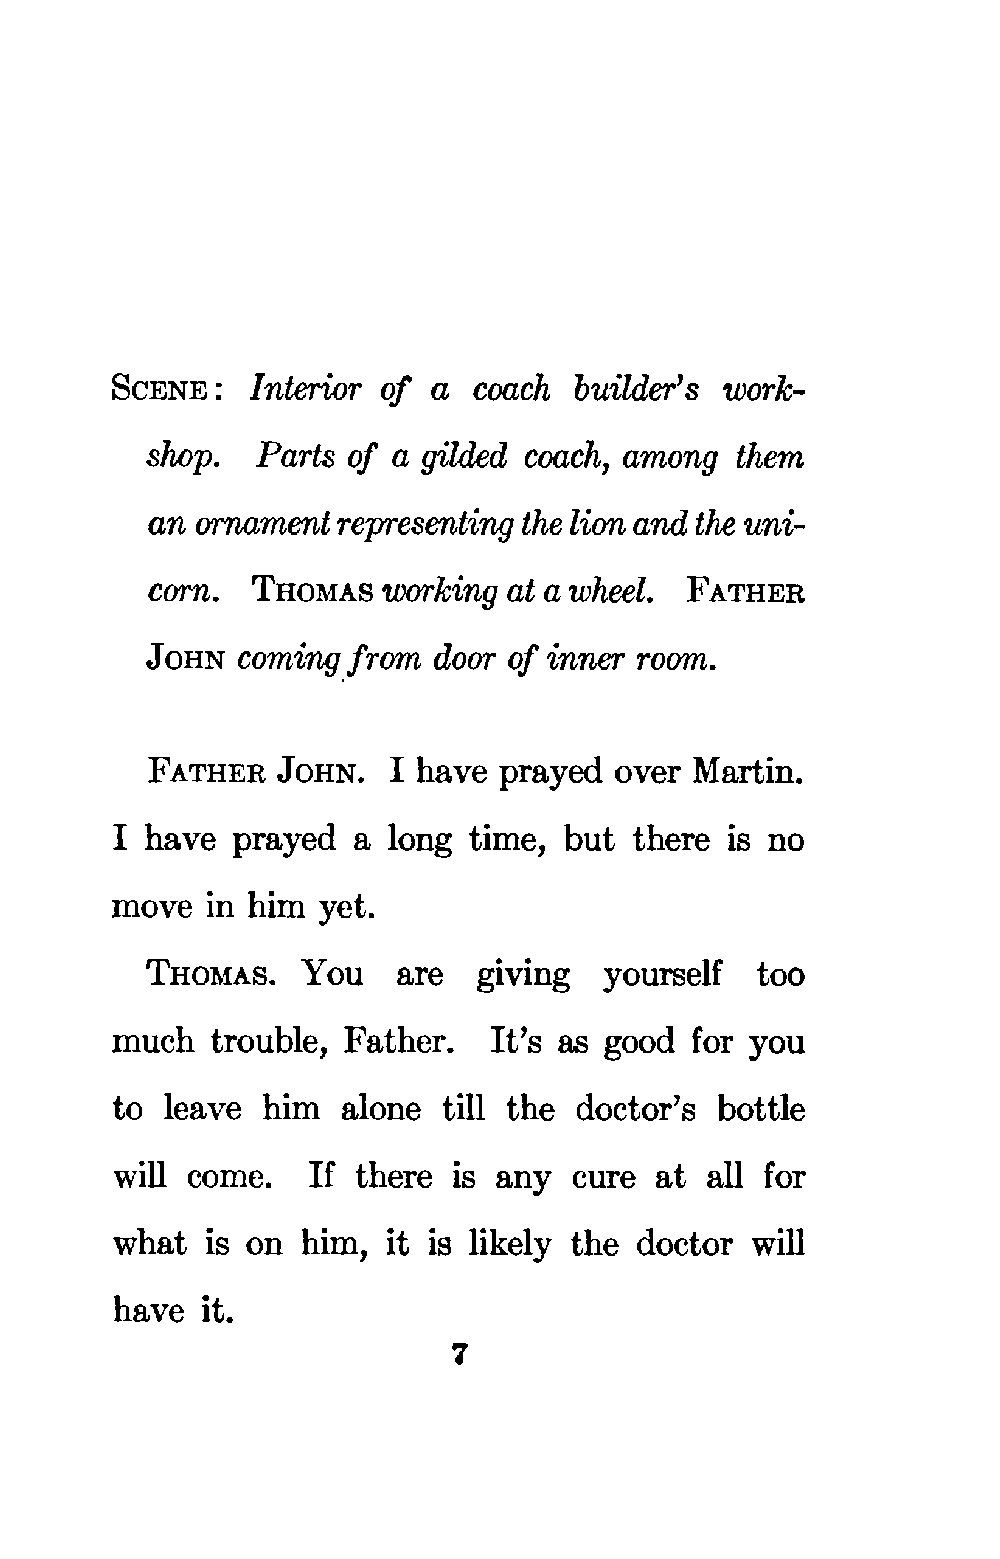 SCENE: Interior of a coach builder's work-
shop. Parts of a gilded coach, among them
an ornament representing the lion and the uni-
corn. THOMAS working at a wheel. FATHER
JOHN coming from door of inner room.
FATHER JOHN. I have prayed over Martin.
I have prayed a long time, but there is no
move in him yet.
THOMAS. You are giving yourself too
much trouble, Father. It's as good for you
to leave him alone till the doctor's bottle
will come. If there is any cure at all for
what is on him, it is likely the doctor will
have it.
7